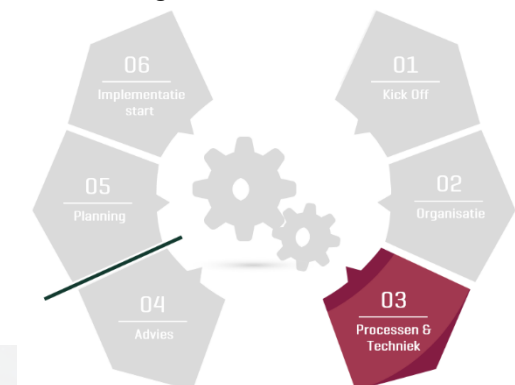 01
Kick Off
02
Organisatie
03
Processen &
Techniek
04
Advies
05
Planning
06
Implementatie
start